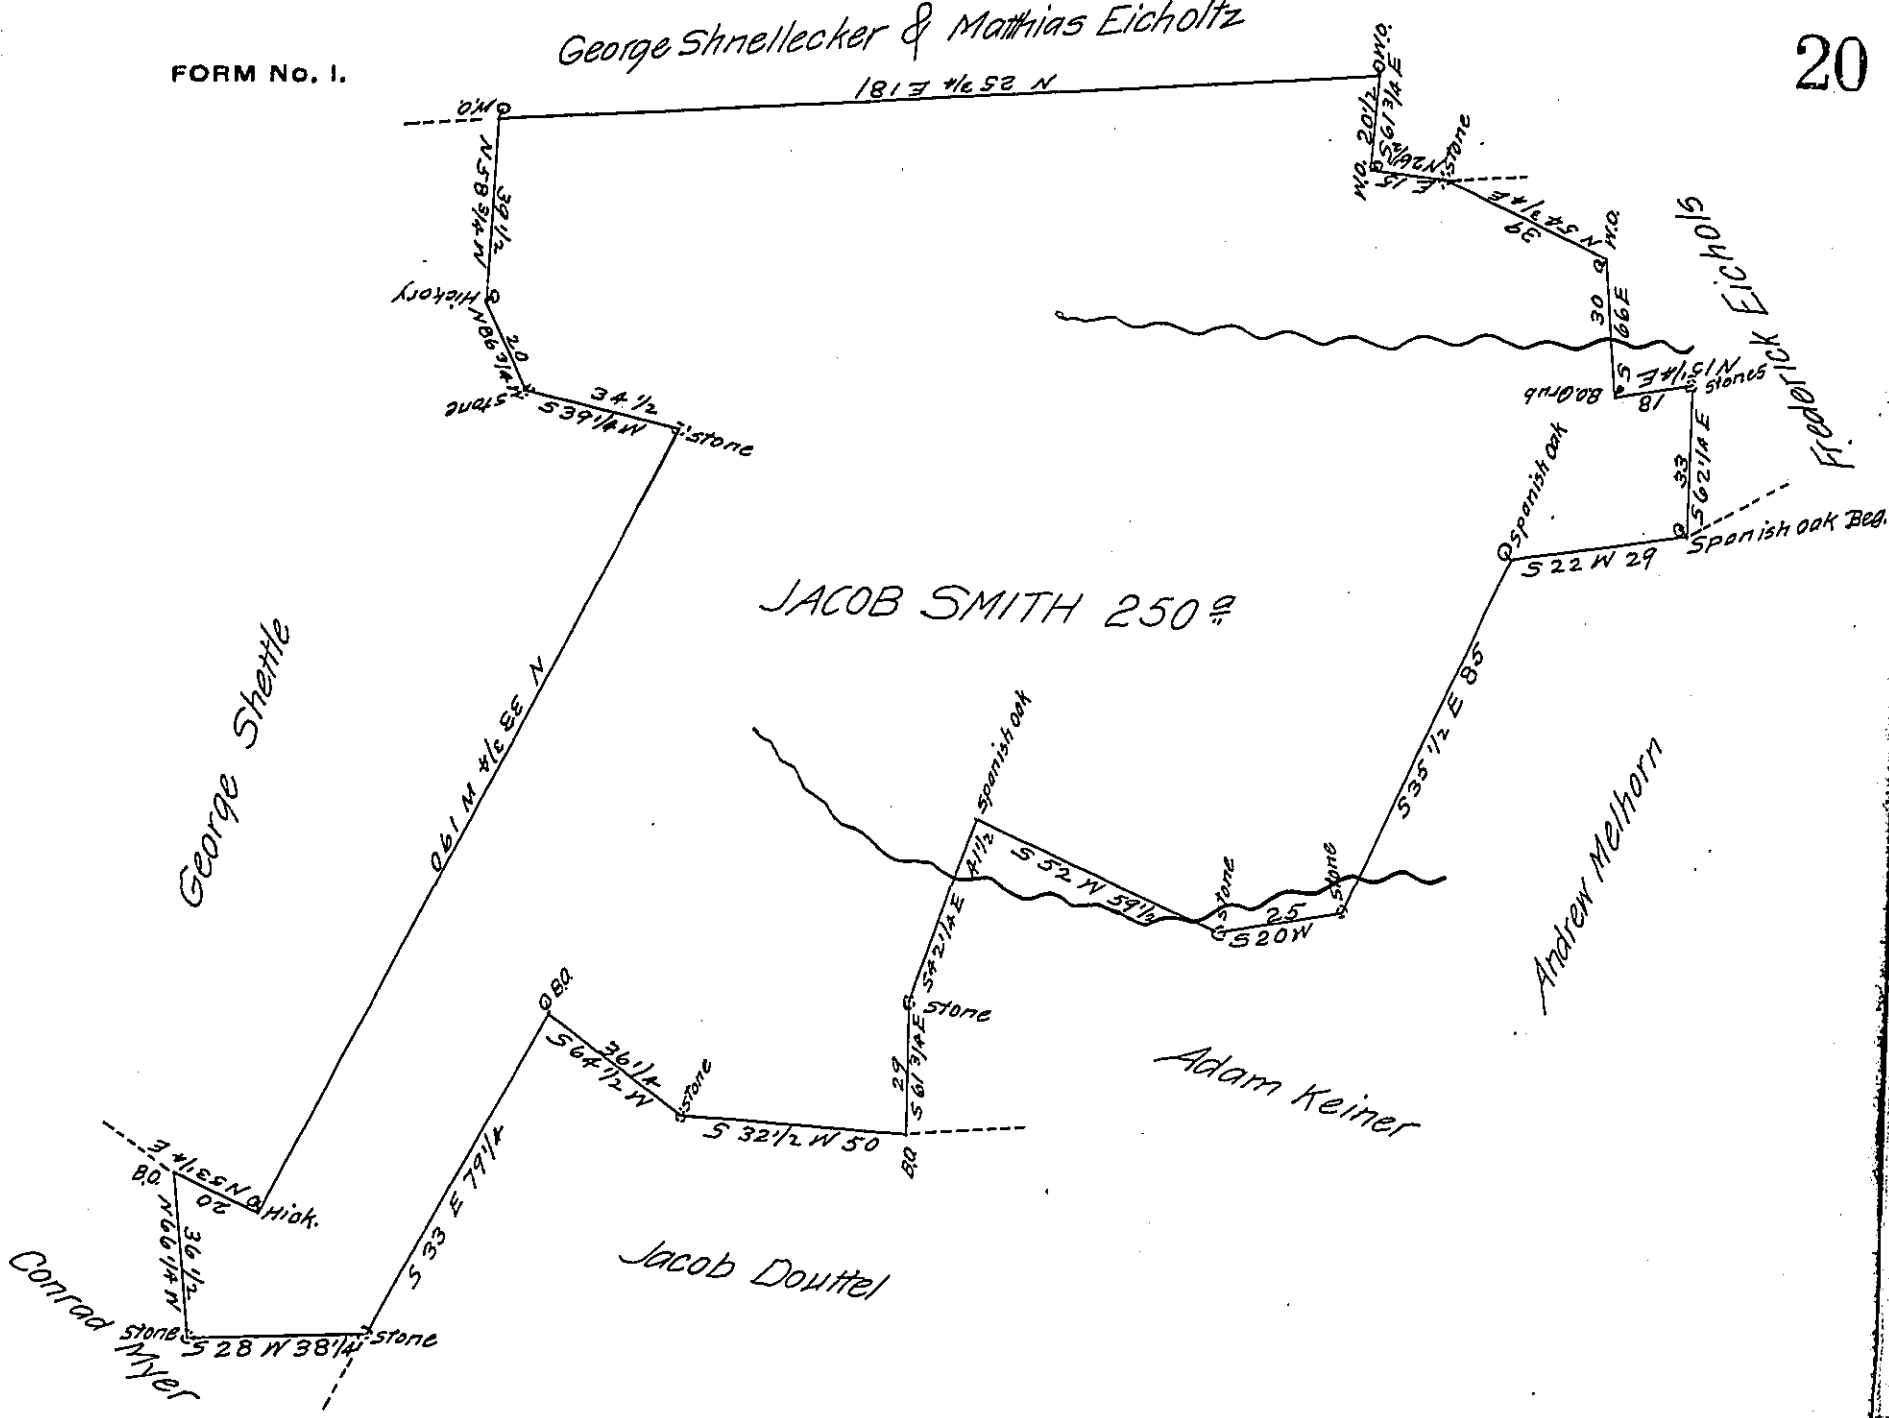 FORM No. 1.
George Shnellecker & Matthias Eicholtz
20
W.O.
N 25 3/4 E 181
W.O.
20 1/2
S 61 3/4 E
W.O.
N 26 1/2 E 15
Stone
N 54 3/4 E
39
W.O.
30
S 66 E
B.O. Grub
N 15 1/4 E
18
Stones
33
S 62 1/4 E
Spanish oak Beg.
Frederick Eichols
S 22 W 29
Spanish oak
S 35 1/2 E 85
Stone
25
S 20 W
Stone
S 52 W 59 1/2
Spanish oak
S 42 1/4 E 41 1/2
Stone
29
S 61 3/4 E
B.O.
S 32 1/2 W 50
Stone
36 1/4
S 64 1/2 W
B.O.
S 33 E 79 1/4
Stone
S 28 W 38 1/4
Stone
36 1/2
N 66 1/4 W
B.O.
N 53 1/4 E
20
Hick.
N 33 3/4 W 190
Stone
34 1/2
S 39 1/4 W
Stone
20
N 86 3/4 W
Hickory
39 1/2
N 58 3/4 W
JACOB SMITH 250 a
George Shettle
Andrew Melhorn
Adam Keiner
Jacob Douttel
Conrad Myer